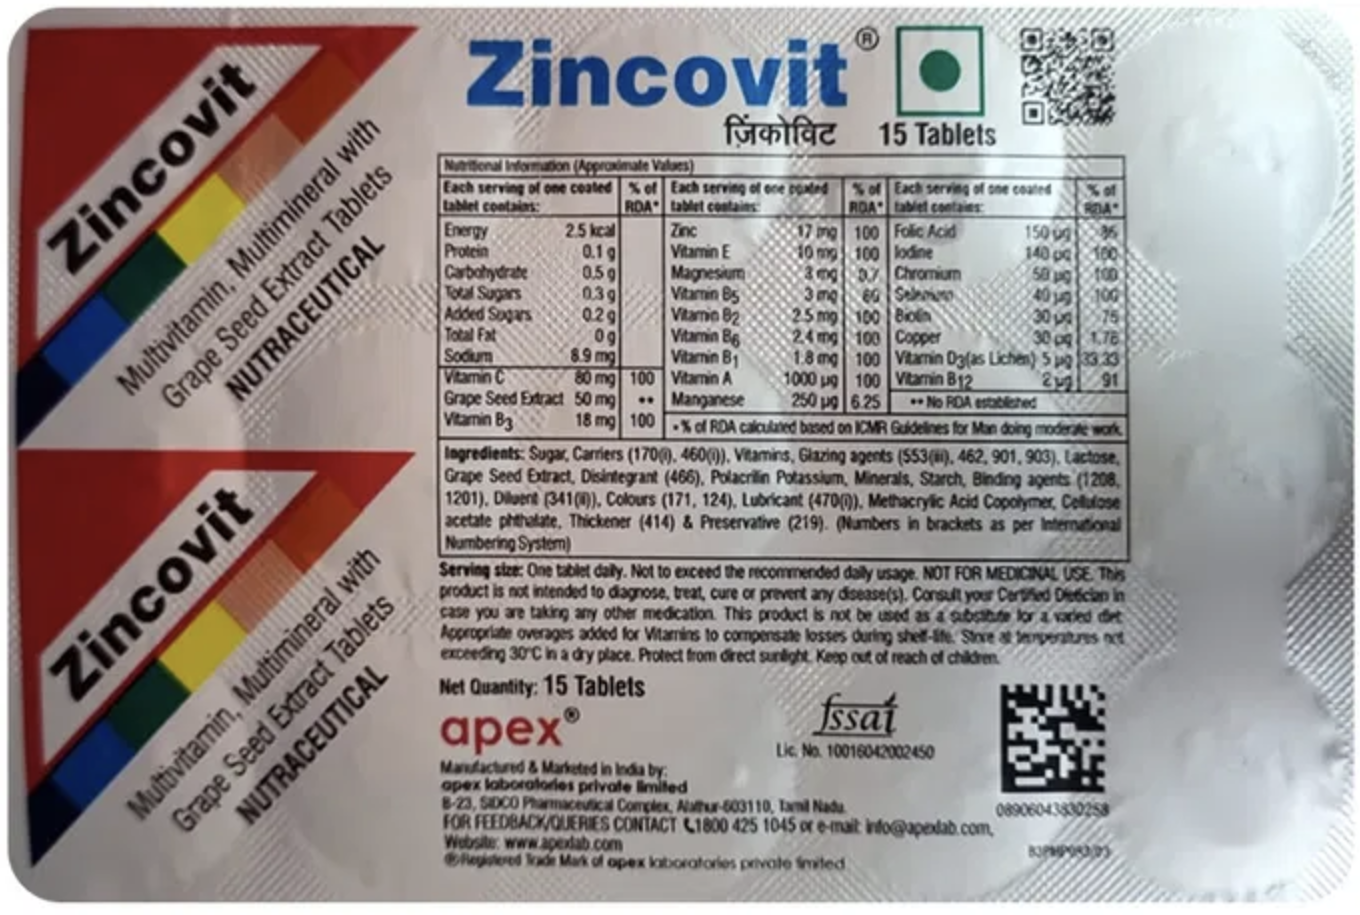 Zincovit
Multivitamin, Multimineral with
Grape Seed Extract Tablets
NUTRACEUTICAL
Zincovit
Multivitamin, Multimineral with
Grape Seed Extract Tablets
NUTRACEUTICAL
Zincovit®
ज़िंकोविट 15 Tablets
Nutritional Information (Approximate Values)
Each serving of one coated tablet contains: % of RDA*
Energy 2.5 kcal
Protein 0.1 g
Carbohydrate 0.5 g
Total Sugars 0.3 g
Added Sugars 0.2 g
Total Fat 0 g
Sodium 8.9 mg
Vitamin C 80 mg 100
Grape Seed Extract 50 mg **
Vitamin B3 18 mg 100
Each serving of one coated tablet contains: % of RDA*
Zinc 17 mg 100
Vitamin E 10 mg 100
Magnesium 3 mg 0.7
Vitamin B5 3 mg 60
Vitamin B2 2.5 mg 100
Vitamin B6 2.4 mg 100
Vitamin B1 1.8 mg 100
Vitamin A 1000 µg 100
Manganese 250 µg 6.25
Each serving of one coated tablet contains: % of RDA*
Folic Acid 150 µg
Iodine 140 µg 100
Chromium 50 µg 100
Selenium 40 µg 100
Biotin 30 µg 75
Copper 30 µg 1.76
Vitamin D3(as Lichen) 5 µg 33.33
Vitamin B12 2 µg 91
** No RDA established
* % of RDA calculated based on ICMR Guidelines for Man doing moderate work.
Ingredients: Sugar, Carriers (170(i), 460(i)), Vitamins, Glazing agents (553(iii), 462, 901, 903), Lactose,
Grape Seed Extract, Disintegrant (466), Polacrilin Potassium, Minerals, Starch, Binding agents (1208,
1201), Diluent (341(ii)), Colours (171, 124), Lubricant (470(i)), Methacrylic Acid Copolymer, Cellulose
acetate phthalate, Thickener (414) & Preservative (219). (Numbers in brackets as per International
Numbering System)
Serving size: One tablet daily. Not to exceed the recommended daily usage. NOT FOR MEDICINAL USE. This
product is not intended to diagnose, treat, cure or prevent any disease(s). Consult your Certified Dietician in
case you are taking any other medication. This product is not be used as a substitute for a varied diet.
Appropriate overages added for Vitamins to compensate losses during shelf-life. Store at temperatures not
exceeding 30°C in a dry place. Protect from direct sunlight. Keep out of reach of children.
Net Quantity: 15 Tablets
apex®
fssai
Lic. No. 10016042002450
Manufactured & Marketed in India by:
apex laboratories private limited
B-23, SIDCO Pharmaceutical Complex, Alathur-603110, Tamil Nadu.
FOR FEEDBACK/QUERIES CONTACT 1800 425 1045 or e-mail: info@apexlab.com,
Website: www.apexlab.com
® Registered Trade Mark of apex laboratories private limited
08906043830258